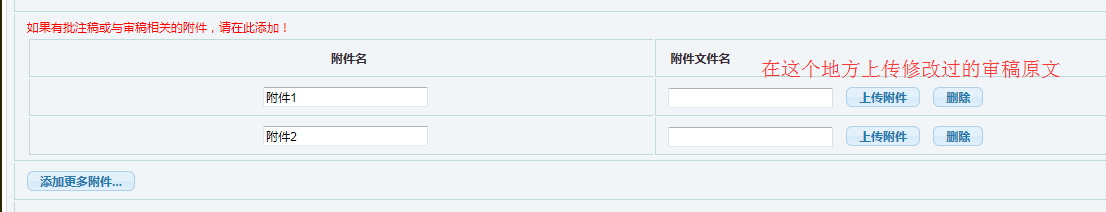 如果有批注稿或与审稿相关的附件，请在此添加！
附件名 附件文件名
在这个地方上传修改过的审稿原文
附件1 上传附件 删除
附件2 上传附件 删除
添加更多附件...